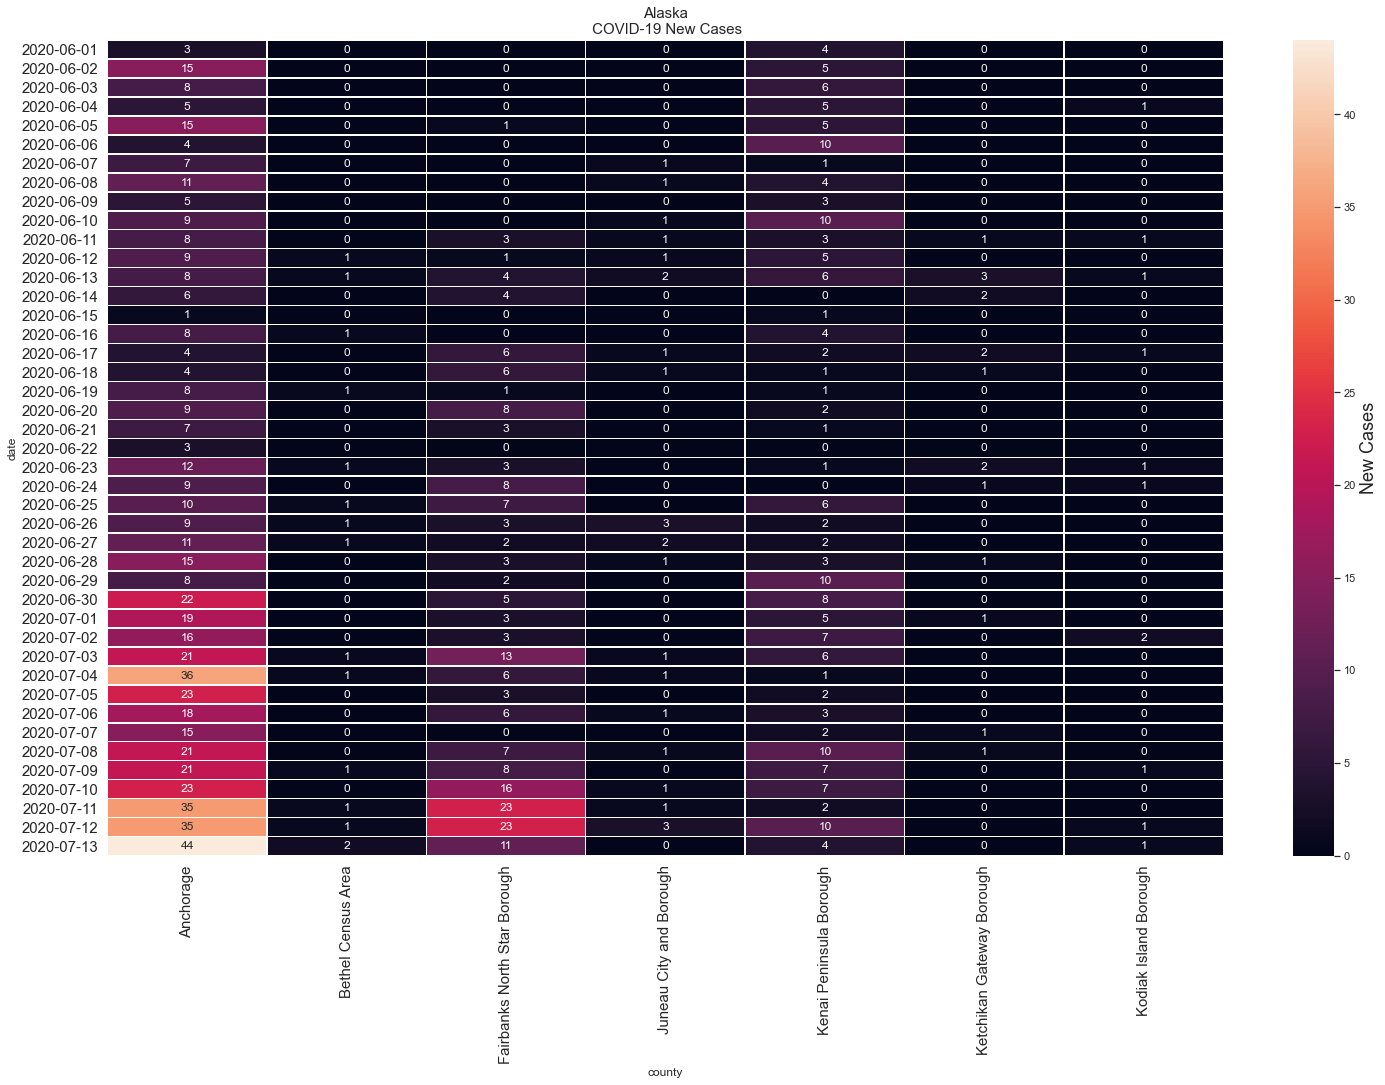 Alaska
COVID-19 New Cases
2020-06-01 3 0 0 0 4 0 0
2020-06-02 15 0 0 0 5 0 0
2020-06-03 8 0 0 0 6 0 0
2020-06-04 5 0 0 0 5 0 1
2020-06-05 15 0 1 0 5 0 0
2020-06-06 4 0 0 0 10 0 0
2020-06-07 7 0 0 1 1 0 0
2020-06-08 11 0 0 1 4 0 0
2020-06-09 5 0 0 0 3 0 0
2020-06-10 9 0 0 1 10 0 0
2020-06-11 8 0 3 1 3 1 1
2020-06-12 9 1 1 1 5 0 0
2020-06-13 8 1 4 2 6 3 1
2020-06-14 6 0 4 0 0 2 0
2020-06-15 1 0 0 0 1 0 0
2020-06-16 8 1 0 0 4 0 0
2020-06-17 4 0 6 1 2 2 1
2020-06-18 4 0 6 1 1 1 0
2020-06-19 8 1 1 0 1 0 0
2020-06-20 9 0 8 0 2 0 0
2020-06-21 7 0 3 0 1 0 0
2020-06-22 3 0 0 0 0 0 0
2020-06-23 12 1 3 0 1 2 1
2020-06-24 9 0 8 0 0 1 1
2020-06-25 10 1 7 0 6 0 0
2020-06-26 9 1 3 3 2 0 0
2020-06-27 11 1 2 2 2 0 0
2020-06-28 15 0 3 1 3 1 0
2020-06-29 8 0 2 0 10 0 0
2020-06-30 22 0 5 0 8 0 0
2020-07-01 19 0 3 0 5 1 0
2020-07-02 16 0 3 0 7 0 2
2020-07-03 21 1 13 1 6 0 0
2020-07-04 36 1 6 1 1 0 0
2020-07-05 23 0 3 0 2 0 0
2020-07-06 18 0 6 1 3 0 0
2020-07-07 15 0 0 0 2 1 0
2020-07-08 21 0 7 1 10 1 0
2020-07-09 21 1 8 0 7 0 1
2020-07-10 23 0 16 1 7 0 0
2020-07-11 35 1 23 1 2 0 0
2020-07-12 35 1 23 3 10 0 1
2020-07-13 44 2 11 0 4 0 1
date
Anchorage
Bethel Census Area
Fairbanks North Star Borough
Juneau City and Borough
Kenai Peninsula Borough
Ketchikan Gateway Borough
Kodiak Island Borough
county
40
35
30
25
20
15
10
5
0
New Cases